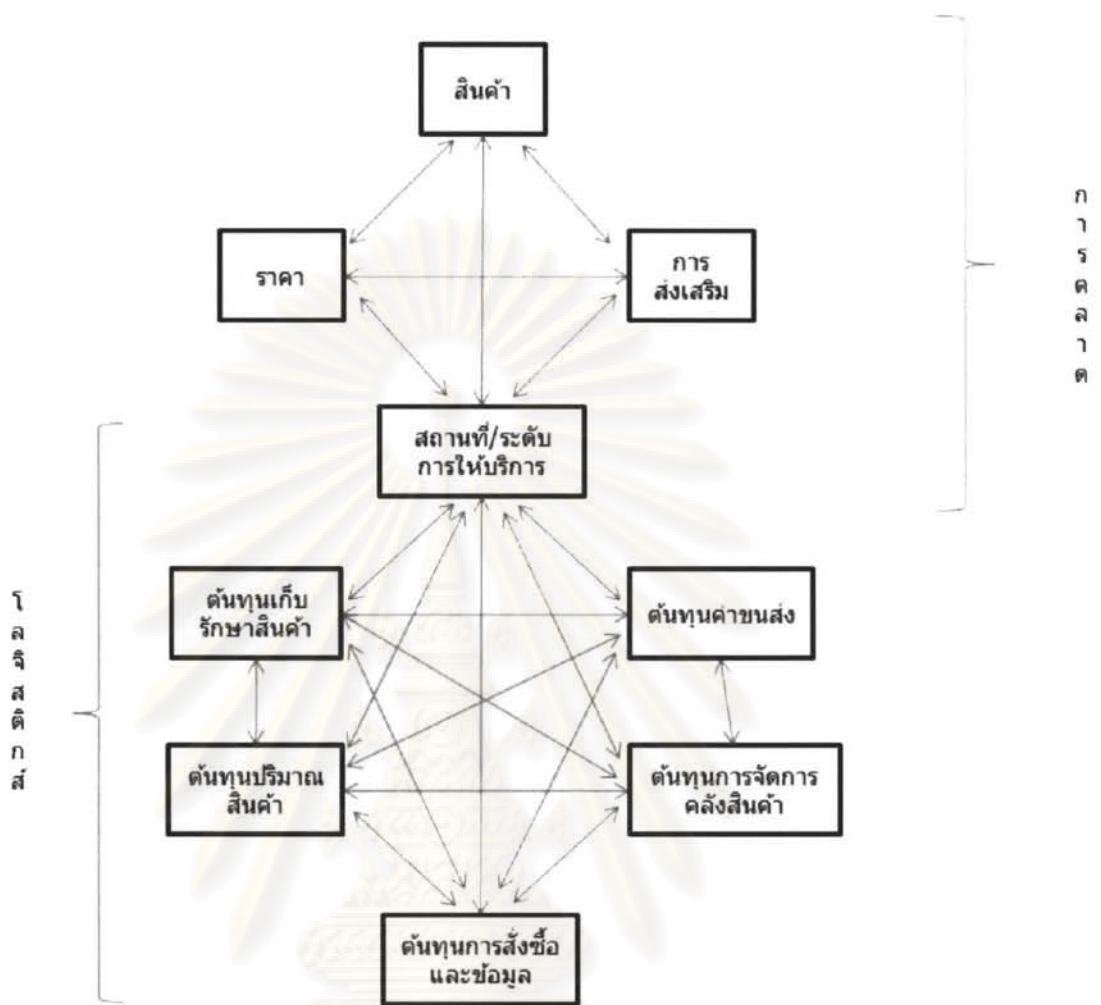 สินค้า
ราคา
การ
ส่งเสริม
การตลาด
สถานที่/ระดับ
การให้บริการ
โลจิสติกส์
ต้นทุนเก็บ
รักษาสินค้า
ต้นทุนค่าขนส่ง
ต้นทุนปริมาณ
สินค้า
ต้นทุนการจัดการ
คลังสินค้า
ต้นทุนการสั่งซื้อ
และข้อมูล